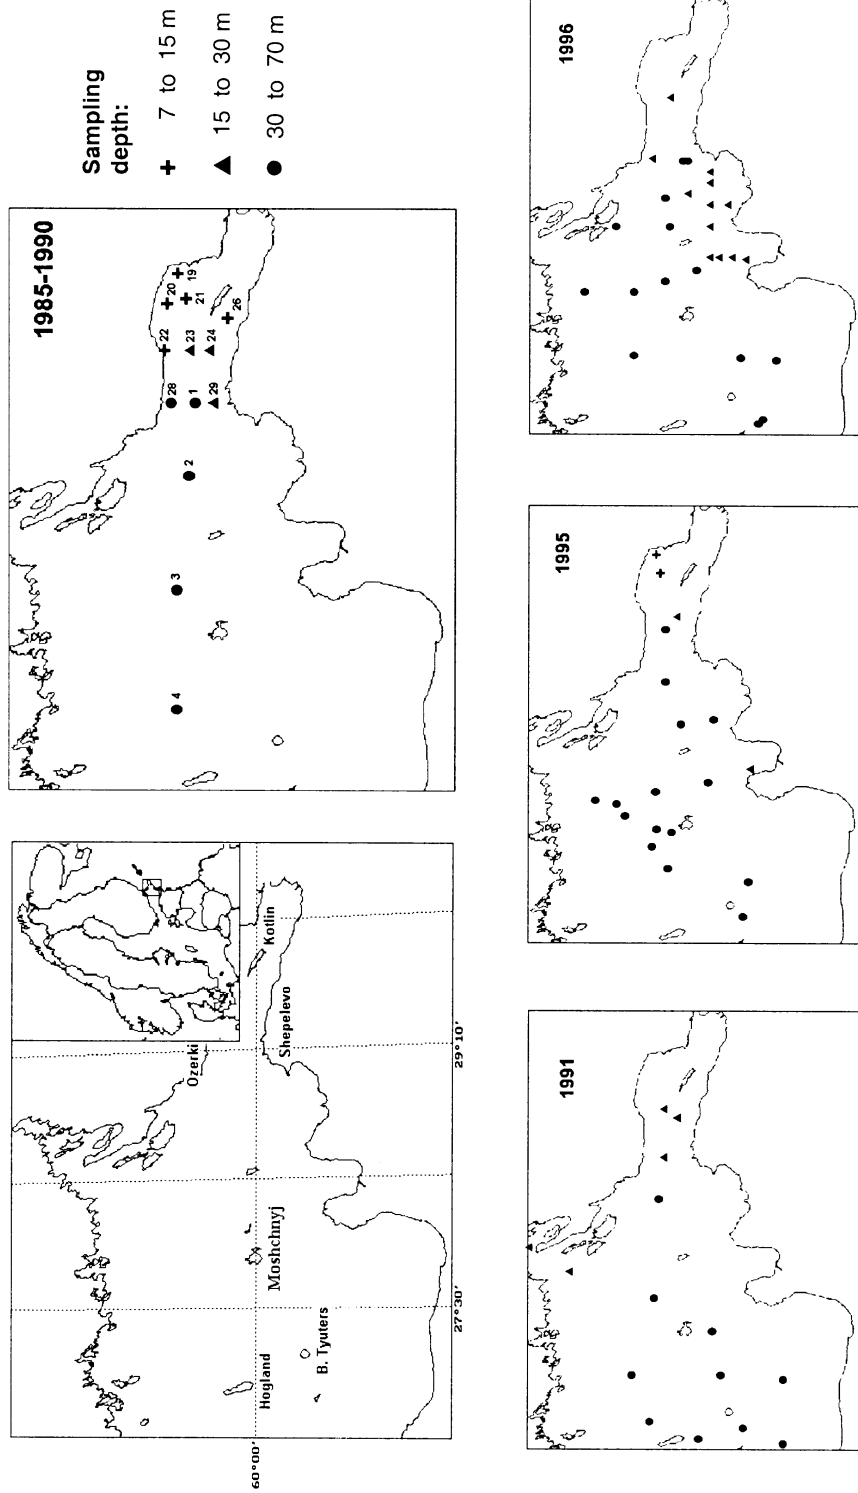 Ozerki
Kotlin
Shepelevo
Moshchnyj
Hogland
B. Tyuters
60°00'
27°30'
29°10'
1985-1990
4
3
2
28
1
29
22
23
24
20
19
21
26
Sampling
depth:
7 to 15 m
15 to 30 m
30 to 70 m
1991
1995
1996